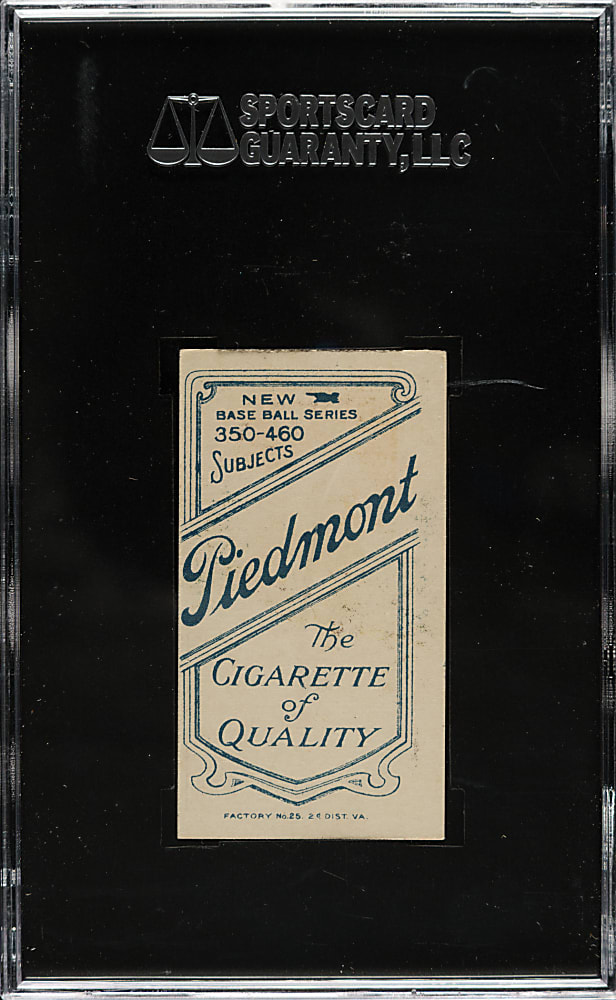 SPORTSCARD
GUARANTY, LLC
NEW
BASE BALL SERIES
350-460
SUBJECTS
Piedmont
The
CIGARETTE
of
QUALITY
FACTORY No. 25. 2d DIST. VA.